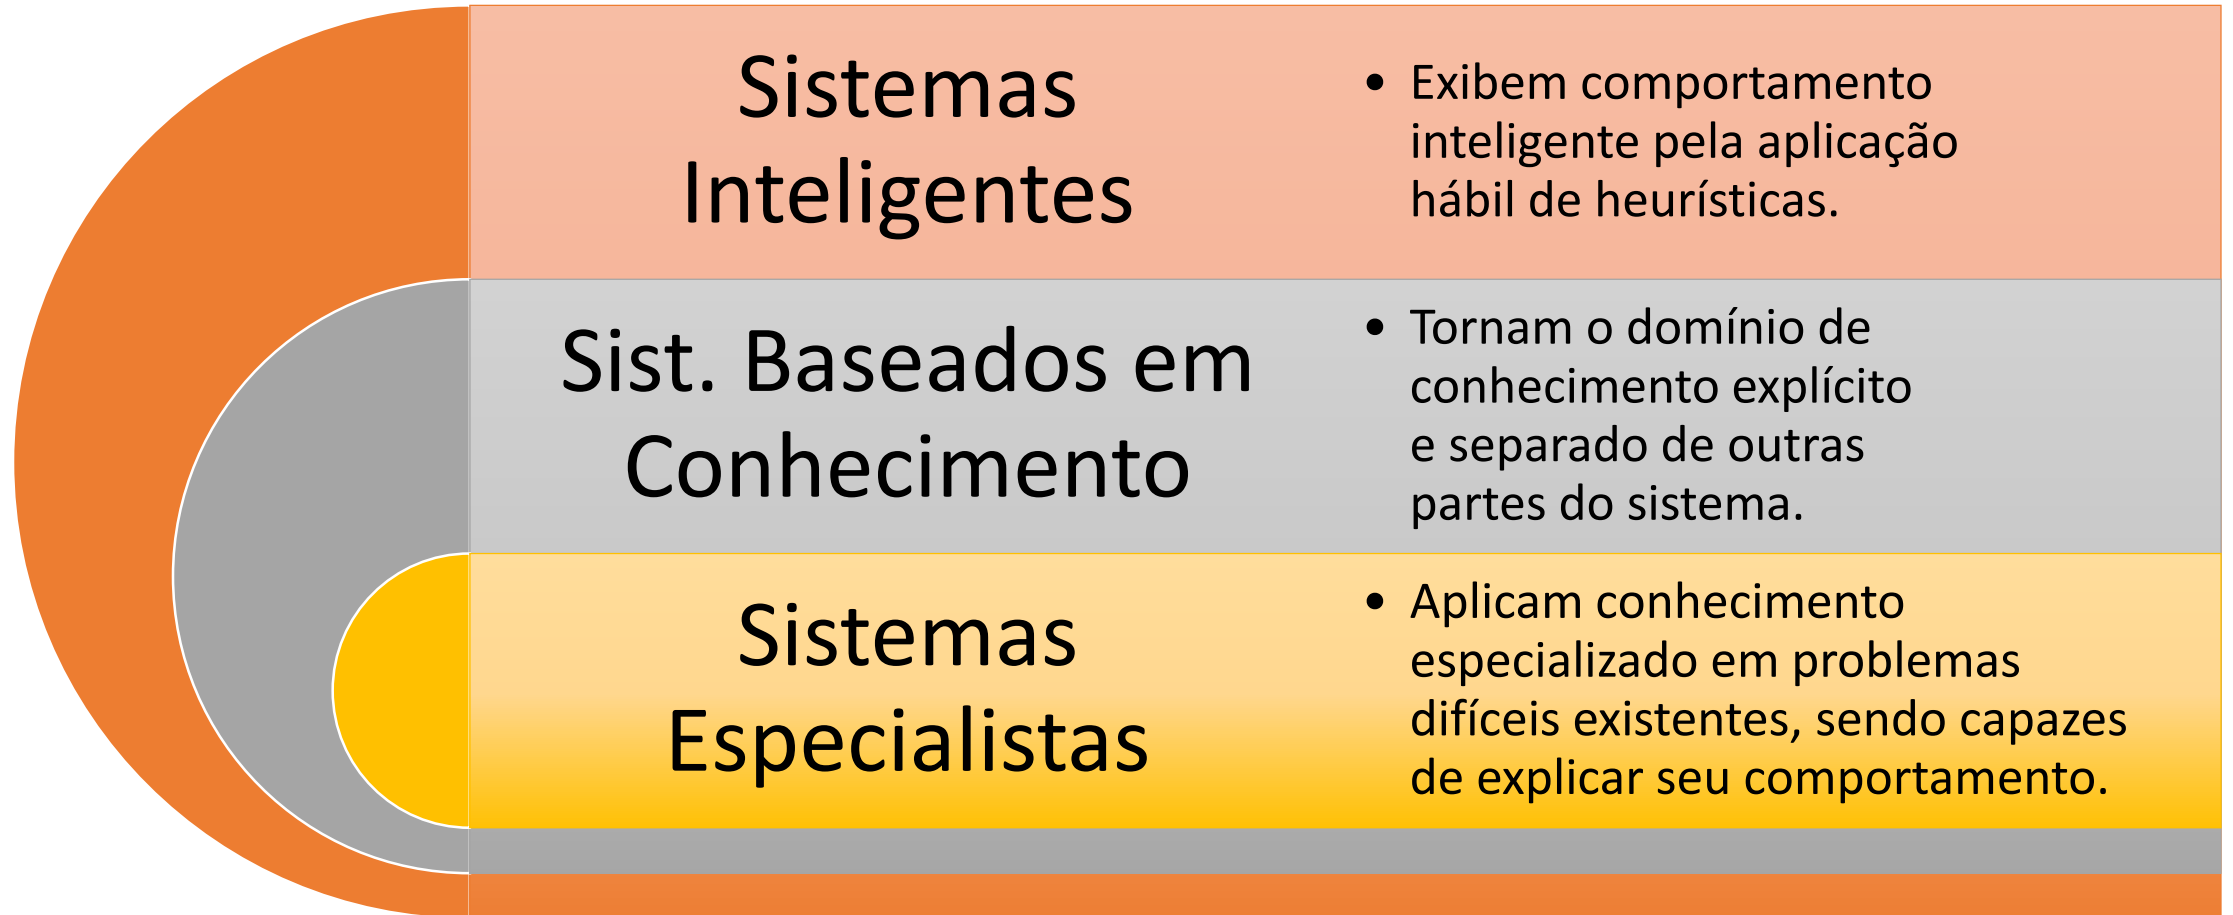 Sistemas
Inteligentes
• Exibem comportamento
inteligente pela aplicação
hábil de heurísticas.
Sist. Baseados em
Conhecimento
• Tornam o domínio de
conhecimento explícito
e separado de outras
partes do sistema.
Sistemas
Especialistas
• Aplicam conhecimento
especializado em problemas
difíceis existentes, sendo capazes
de explicar seu comportamento.